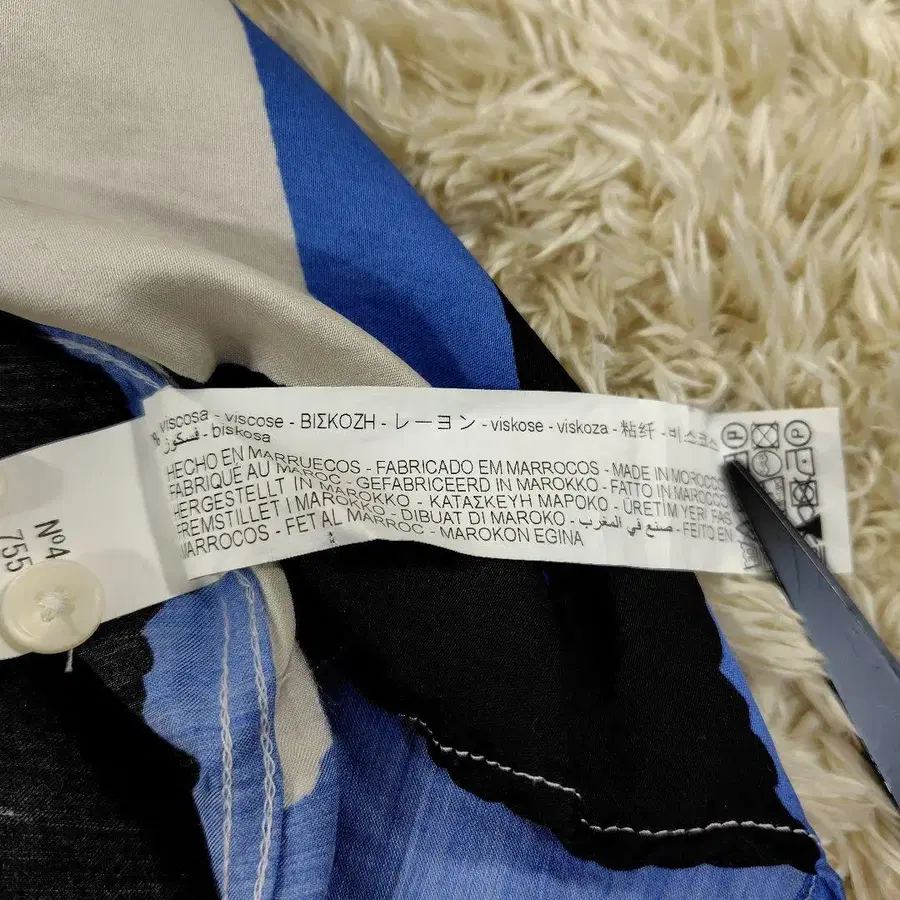 % viscosa - viscose - ΒΙΣΚΟΖΗ - レーヨン - viskose - viskoza - 粘纤 - 비스코스
فسكوز - biskosa
HECHO EN MARRUECOS - FABRICADO EM MARROCOS - MADE IN MOROCCO
FABRIQUE AU MAROC - GEFABRICEERD IN MAROKKO - FATTO IN MAROCCO
HERGESTELLT IN MAROKKO - ΚΑΤΑΣΚΕΥΗ ΜΑΡΟΚΟ - ÜRETIM YERİ FAS
FREMSTILLET I MAROKKO - DIBUAT DI MAROKO - صنع في المغرب - FEITO EN
MARROCOS - FET AL MARROC - MAROKON EGINA
Nº4
755